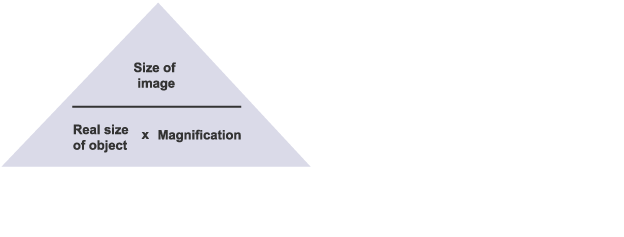 Size of
image
Real size
of object
x Magnification